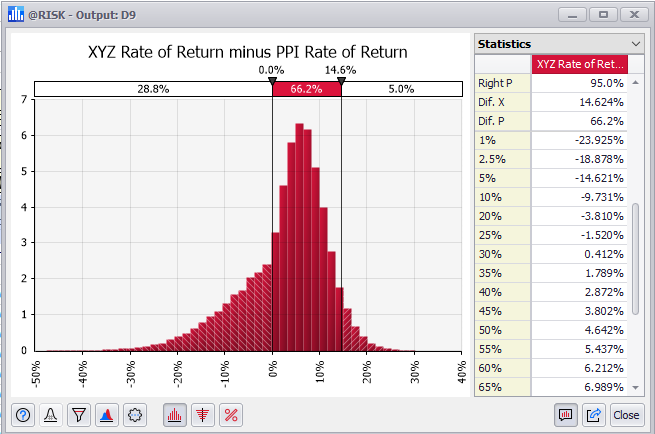 @RISK - Output: D9
XYZ Rate of Return minus PPI Rate of Return
0.0% 14.6%
28.8% 66.2% 5.0%
7
6
5
4
3
2
1
0
-50% -40% -30% -20% -10% 0% 10% 20% 30% 40%
Statistics
XYZ Rate of Ret...
Right P 95.0%
Dif. X 14.624%
Dif. P 66.2%
1% -23.925%
2.5% -18.878%
5% -14.621%
10% -9.731%
20% -3.810%
25% -1.520%
30% 0.412%
35% 1.789%
40% 2.872%
45% 3.802%
50% 4.642%
55% 5.437%
60% 6.212%
65% 6.989%
Close